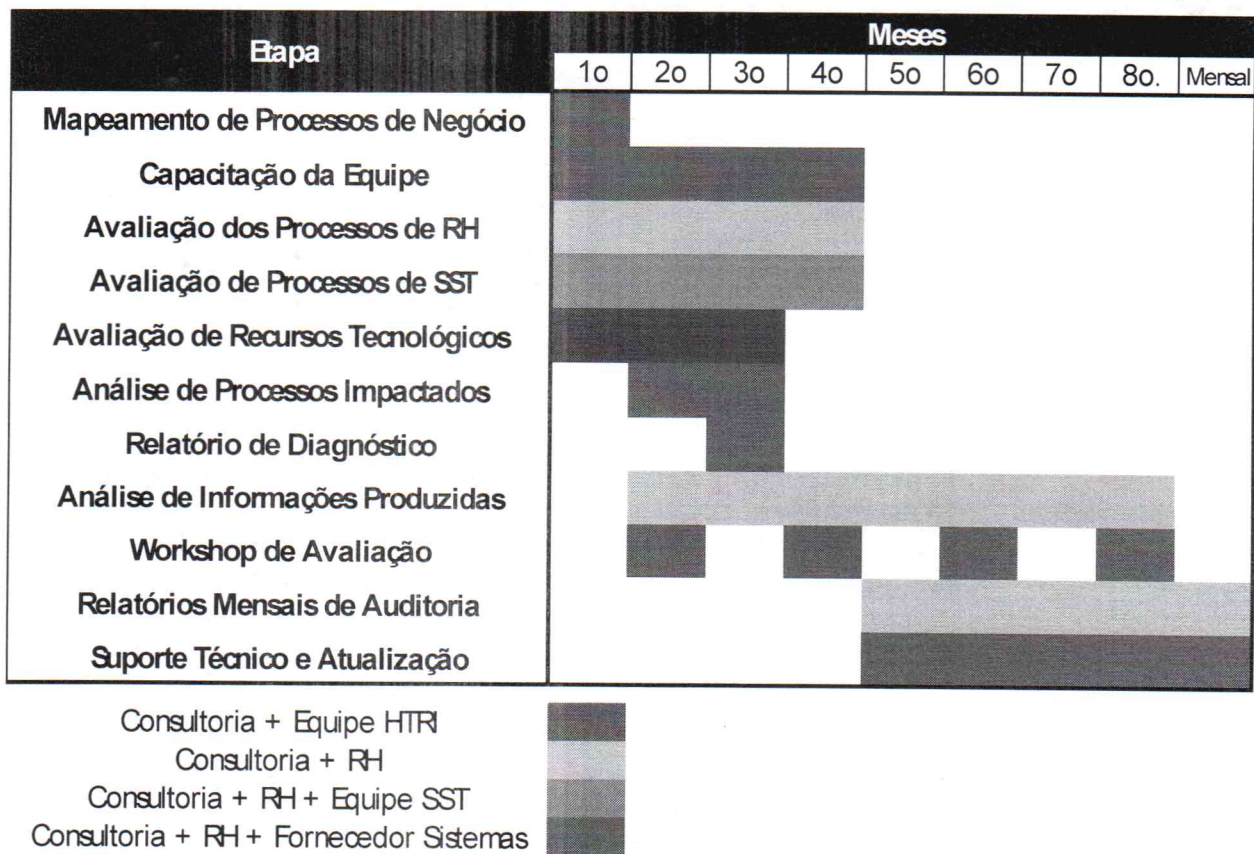 Etapa
Meses
1o 2o 3o 4o 5o 6o 7o 8o. Mensal
Mapeamento de Processos de Negócio
Capacitação da Equipe
Avaliação dos Processos de RH
Avaliação de Processos de SST
Avaliação de Recursos Tecnológicos
Análise de Processos Impactados
Relatório de Diagnóstico
Análise de Informações Produzidas
Workshop de Avaliação
Relatórios Mensais de Auditoria
Suporte Técnico e Atualização
Consultoria + Equipe HTRI
Consultoria + RH
Consultoria + RH + Equipe SST
Consultoria + RH + Fornecedor Sistemas